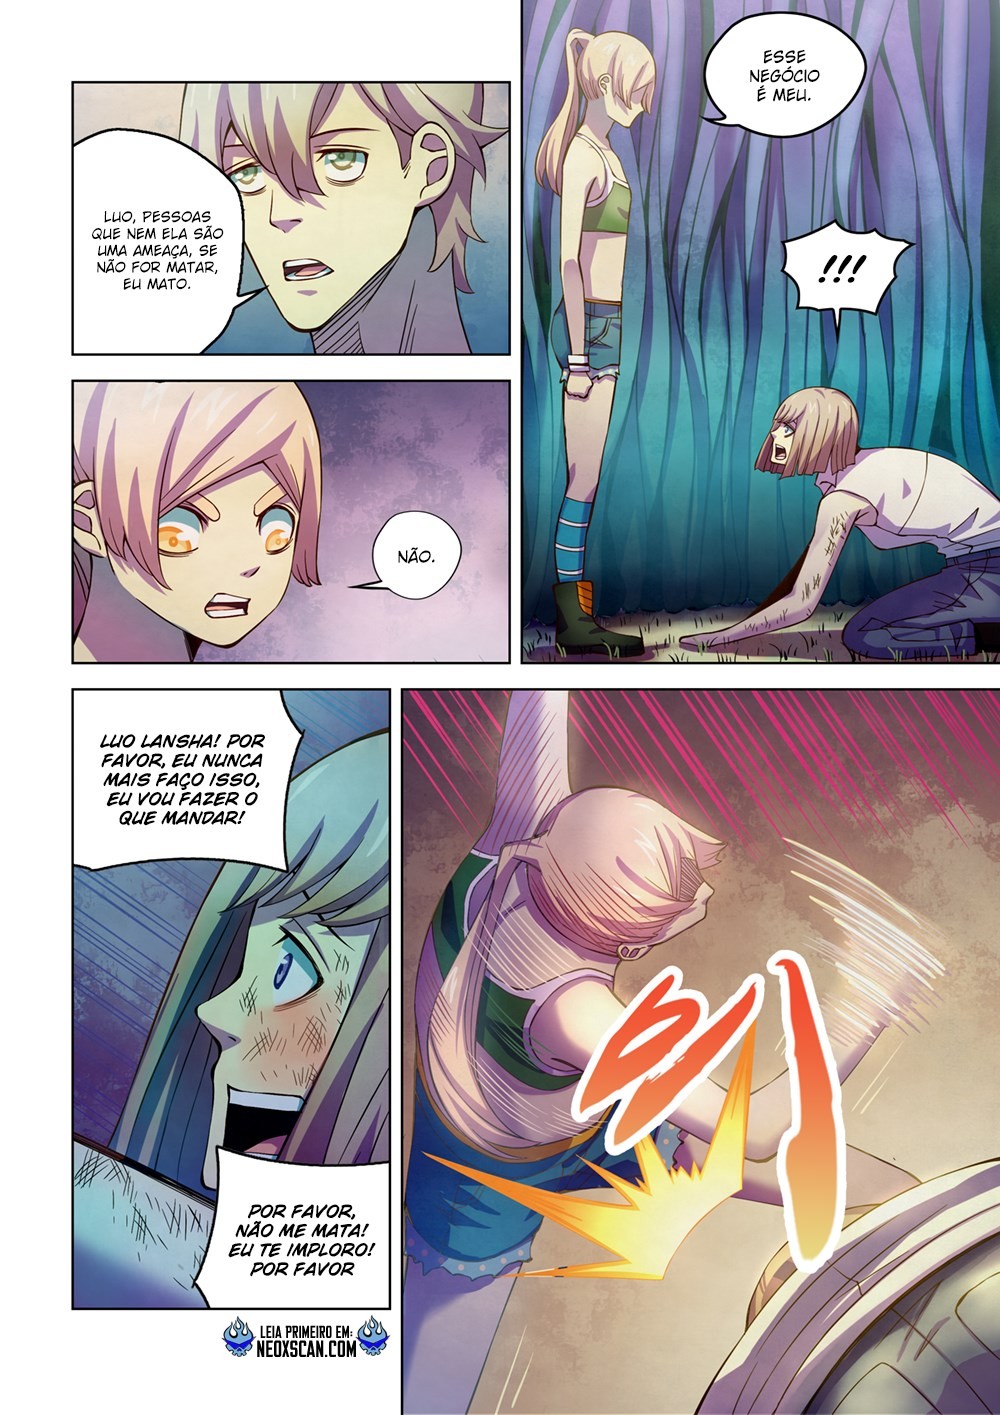 LUO, PESSOAS
QUE NEM ELA SÃO
UMA AMEAÇA, SE
NÃO FOR MATAR,
EU MATO.
NÃO.
ESSE
NEGÓCIO
É MEU.
!!!
LUO LANSHA! POR
FAVOR, EU NUNCA
MAIS FAÇO ISSO,
EU VOU FAZER O
QUE MANDAR!
POR FAVOR,
NÃO ME MATA!
EU TE IMPLORO!
POR FAVOR
LEIA PRIMEIRO EM:
NEOXSCAN.COM